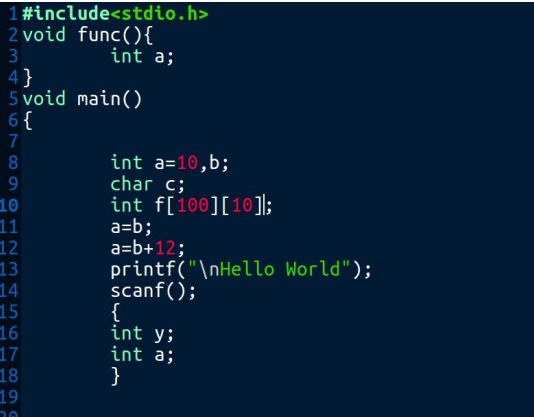 1 #include<stdio.h>
2 void func(){
3 int a;
4 }
5 void main()
6 {
7
8 int a=10,b;
9 char c;
10 int f[100][10];
11 a=b;
12 a=b+12;
13 printf("\nHello World");
14 scanf();
15 {
16 int y;
17 int a;
18 }
19
20